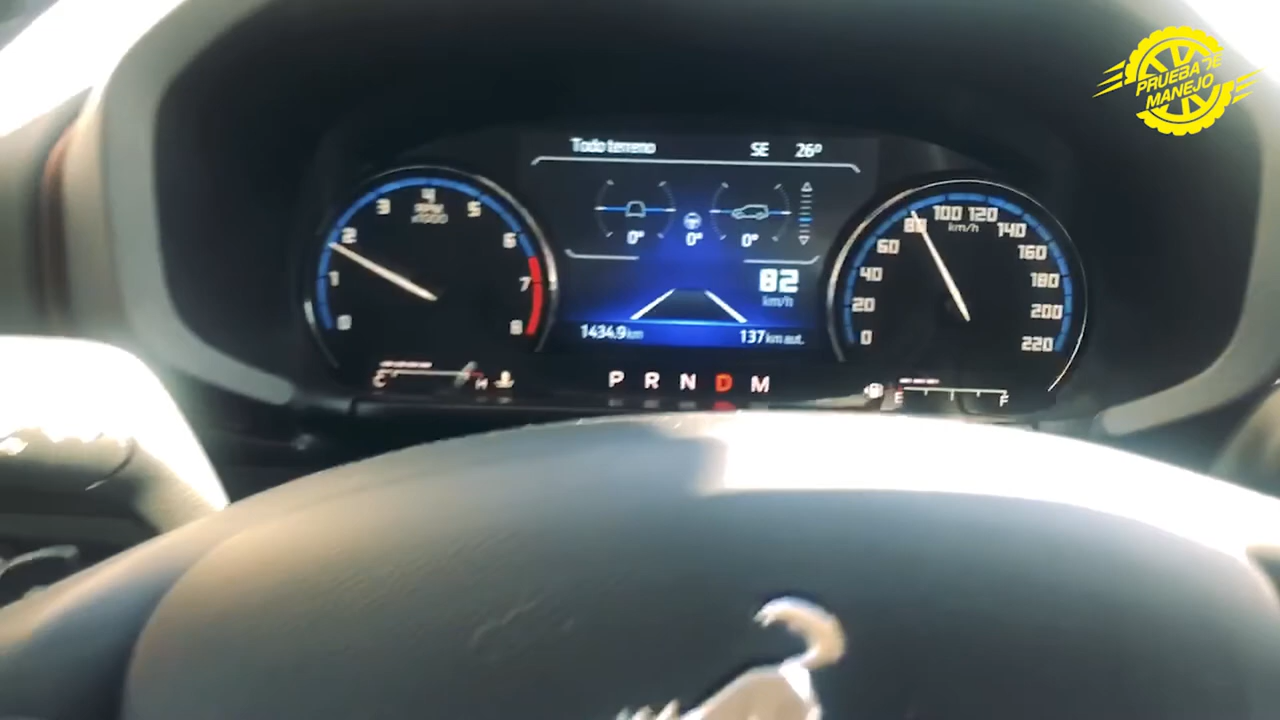 PRUEBA DE
MANEJO
Todo terreno SE 26°
0° 0° 0°
82
km/h
1434.9 km 137 km aut.
P R N D M
0 1 2 3 4 5 6 7 8
RPM
x1000
C H
0 20 40 60 80 100 120 140 160 180 200 220
km/h
E F